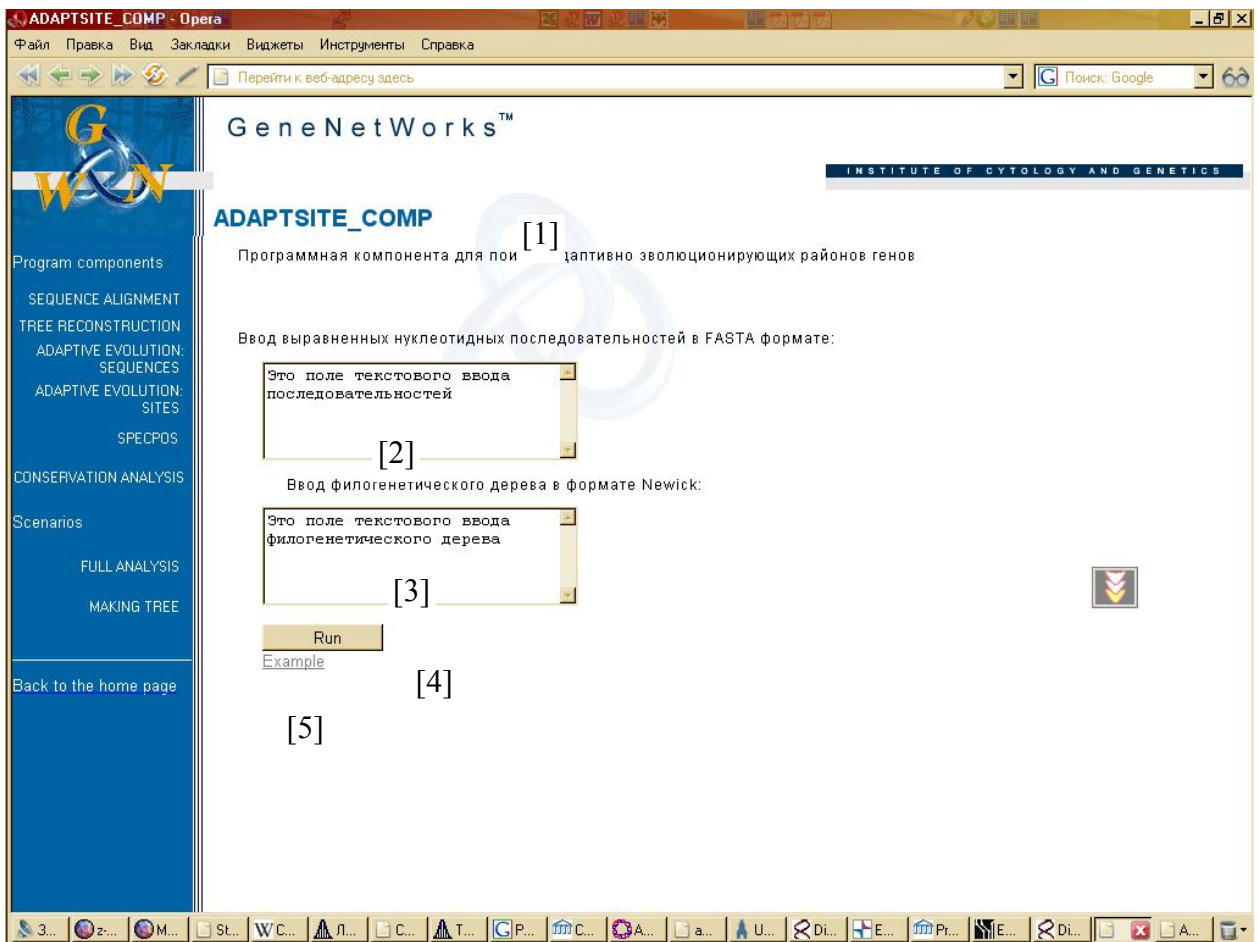 ADAPTSITE_COMP - Opera
Файл Правка Вид Закладки Виджеты Инструменты Справка
Перейти к веб-адресу здесь
G Поиск: Google
G
W N
GeneNetWorks™
INSTITUTE OF CYTOLOGY AND GENETICS
ADAPTSITE_COMP
[1]
Программная компонента для пои даптивно эволюционирующих районов генов
Program components
SEQUENCE ALIGNMENT
TREE RECONSTRUCTION
ADAPTIVE EVOLUTION:
SEQUENCES
ADAPTIVE EVOLUTION:
SITES
SPECPOS
CONSERVATION ANALYSIS
Scenarios
FULL ANALYSIS
MAKING TREE
Back to the home page
Ввод выравненных нуклеотидных последовательностей в FASTA формате:
Это поле текстового ввода
последовательностей
[2]
Ввод филогенетического дерева в формате Newick:
Это поле текстового ввода
филогенетического дерева
[3]
Run
Example
[4]
[5]
З... z-... M... St... W C... Л... C... T... G P... C... A... a... U... Di... E... Pr... E... Di... A...